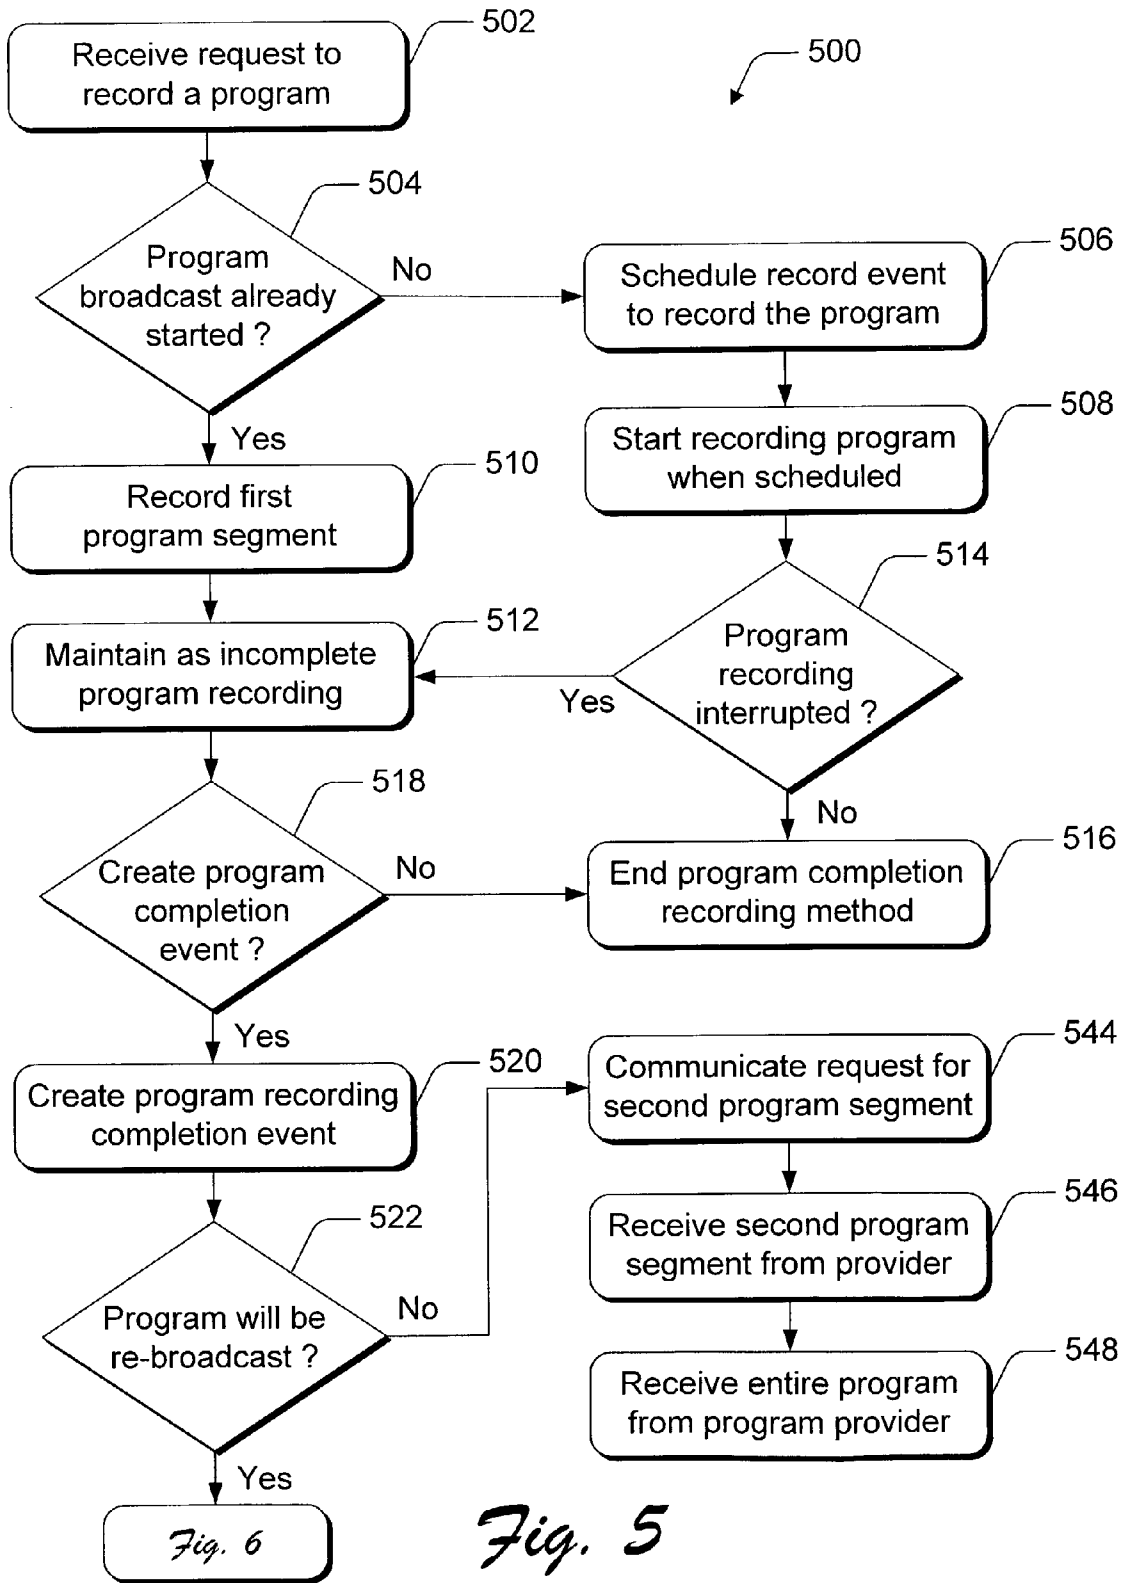 Receive request to
record a program
502
500
Program
broadcast already
started ?
504
No
Schedule record event
to record the program
506
Yes
Start recording program
when scheduled
508
Record first
program segment
510
Program
recording
interrupted ?
514
Maintain as incomplete
program recording
512
Yes
No
Create program
completion
event ?
518
No
End program completion
recording method
516
Yes
Create program recording
completion event
520
Communicate request for
second program segment
544
Program will be
re-broadcast ?
522
No
Receive second program
segment from provider
546
Receive entire program
from program provider
548
Yes
Fig. 6
Fig. 5